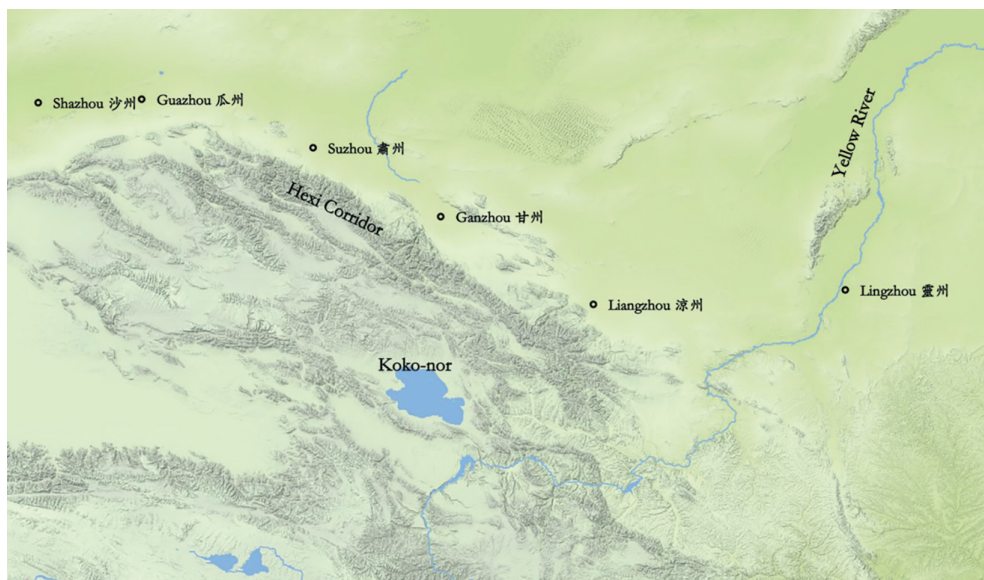 Shazhou 沙州
Guazhou 瓜州
Suzhou 肅州
Yellow River
Hexi Corridor
Ganzhou 甘州
Lingzhou 靈州
Liangzhou 涼州
Koko-nor